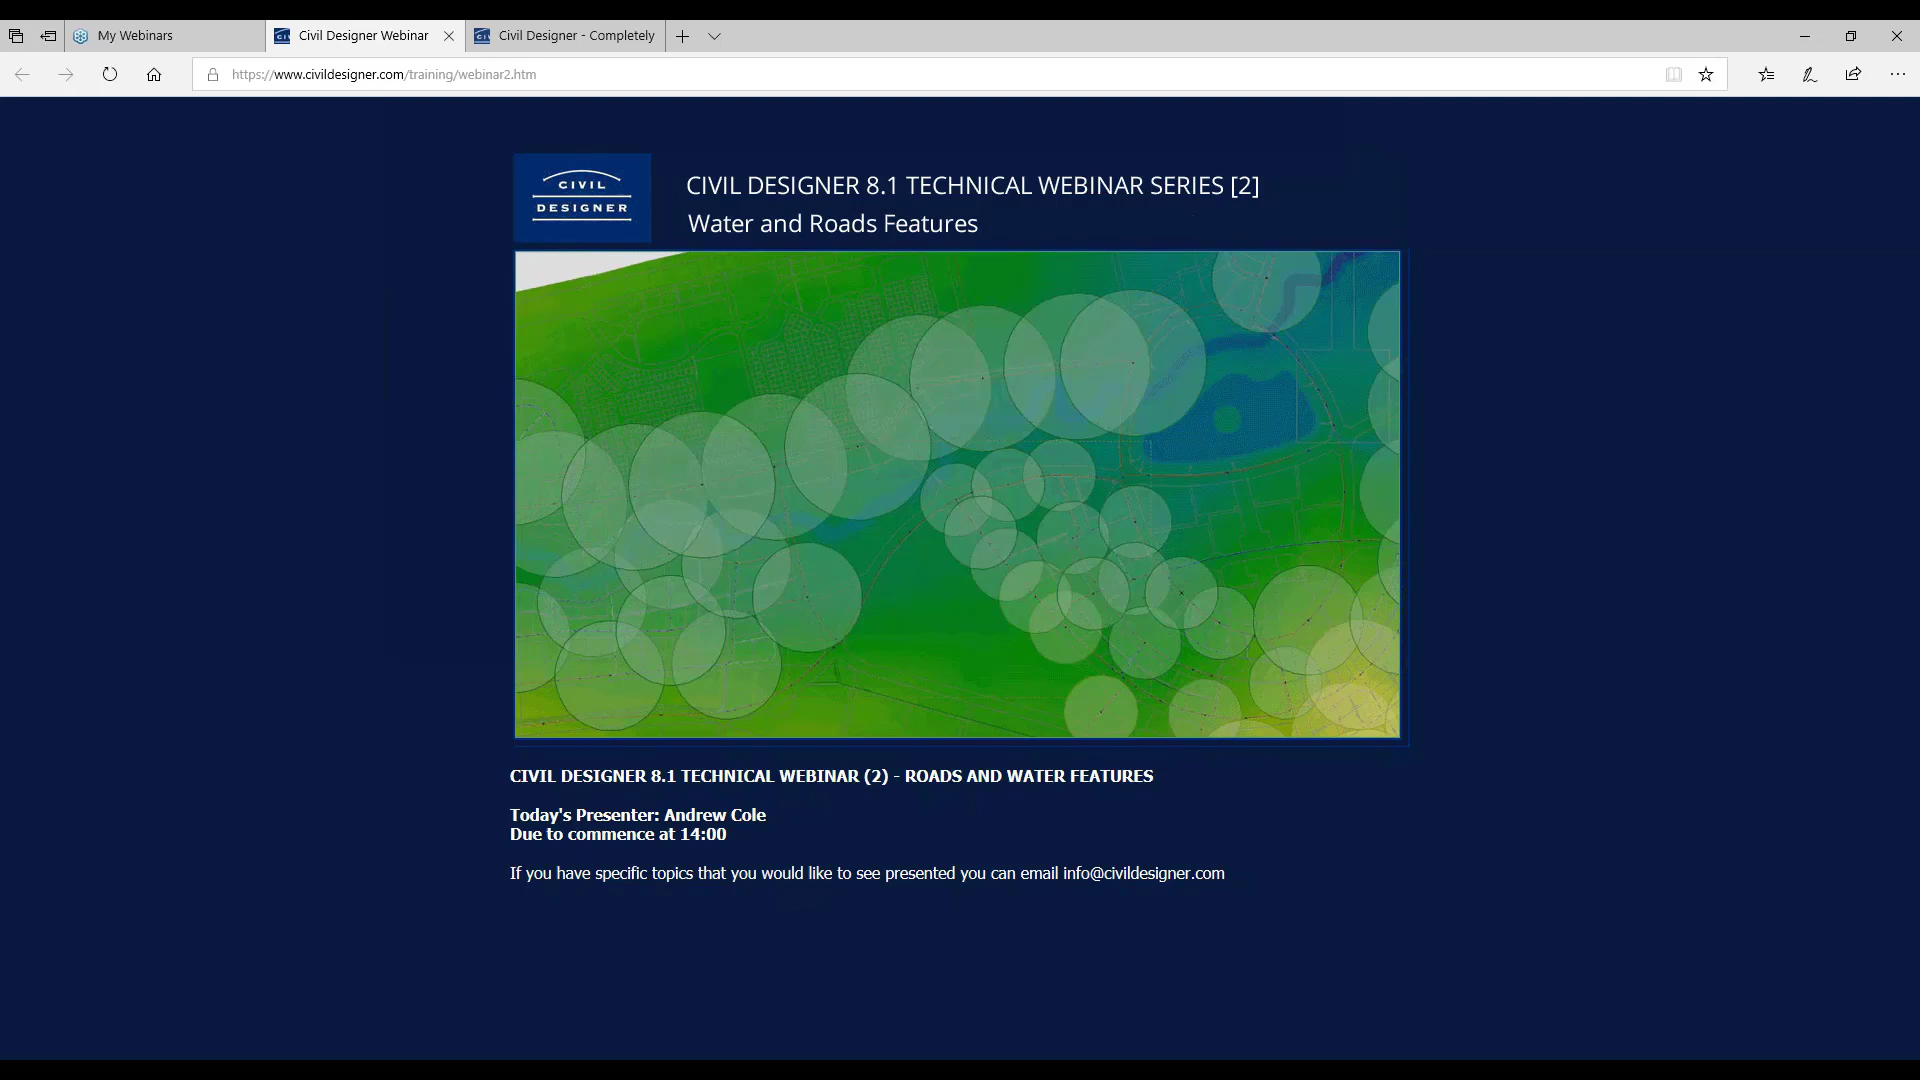 My Webinars
Civil Designer Webinar
Civil Designer - Completely
https://www.civildesigner.com/training/webinar2.htm
CIVIL
DESIGNER
CIVIL DESIGNER 8.1 TECHNICAL WEBINAR SERIES [2]
Water and Roads Features
CIVIL DESIGNER 8.1 TECHNICAL WEBINAR (2) - ROADS AND WATER FEATURES
Today's Presenter: Andrew Cole
Due to commence at 14:00
If you have specific topics that you would like to see presented you can email info@civildesigner.com